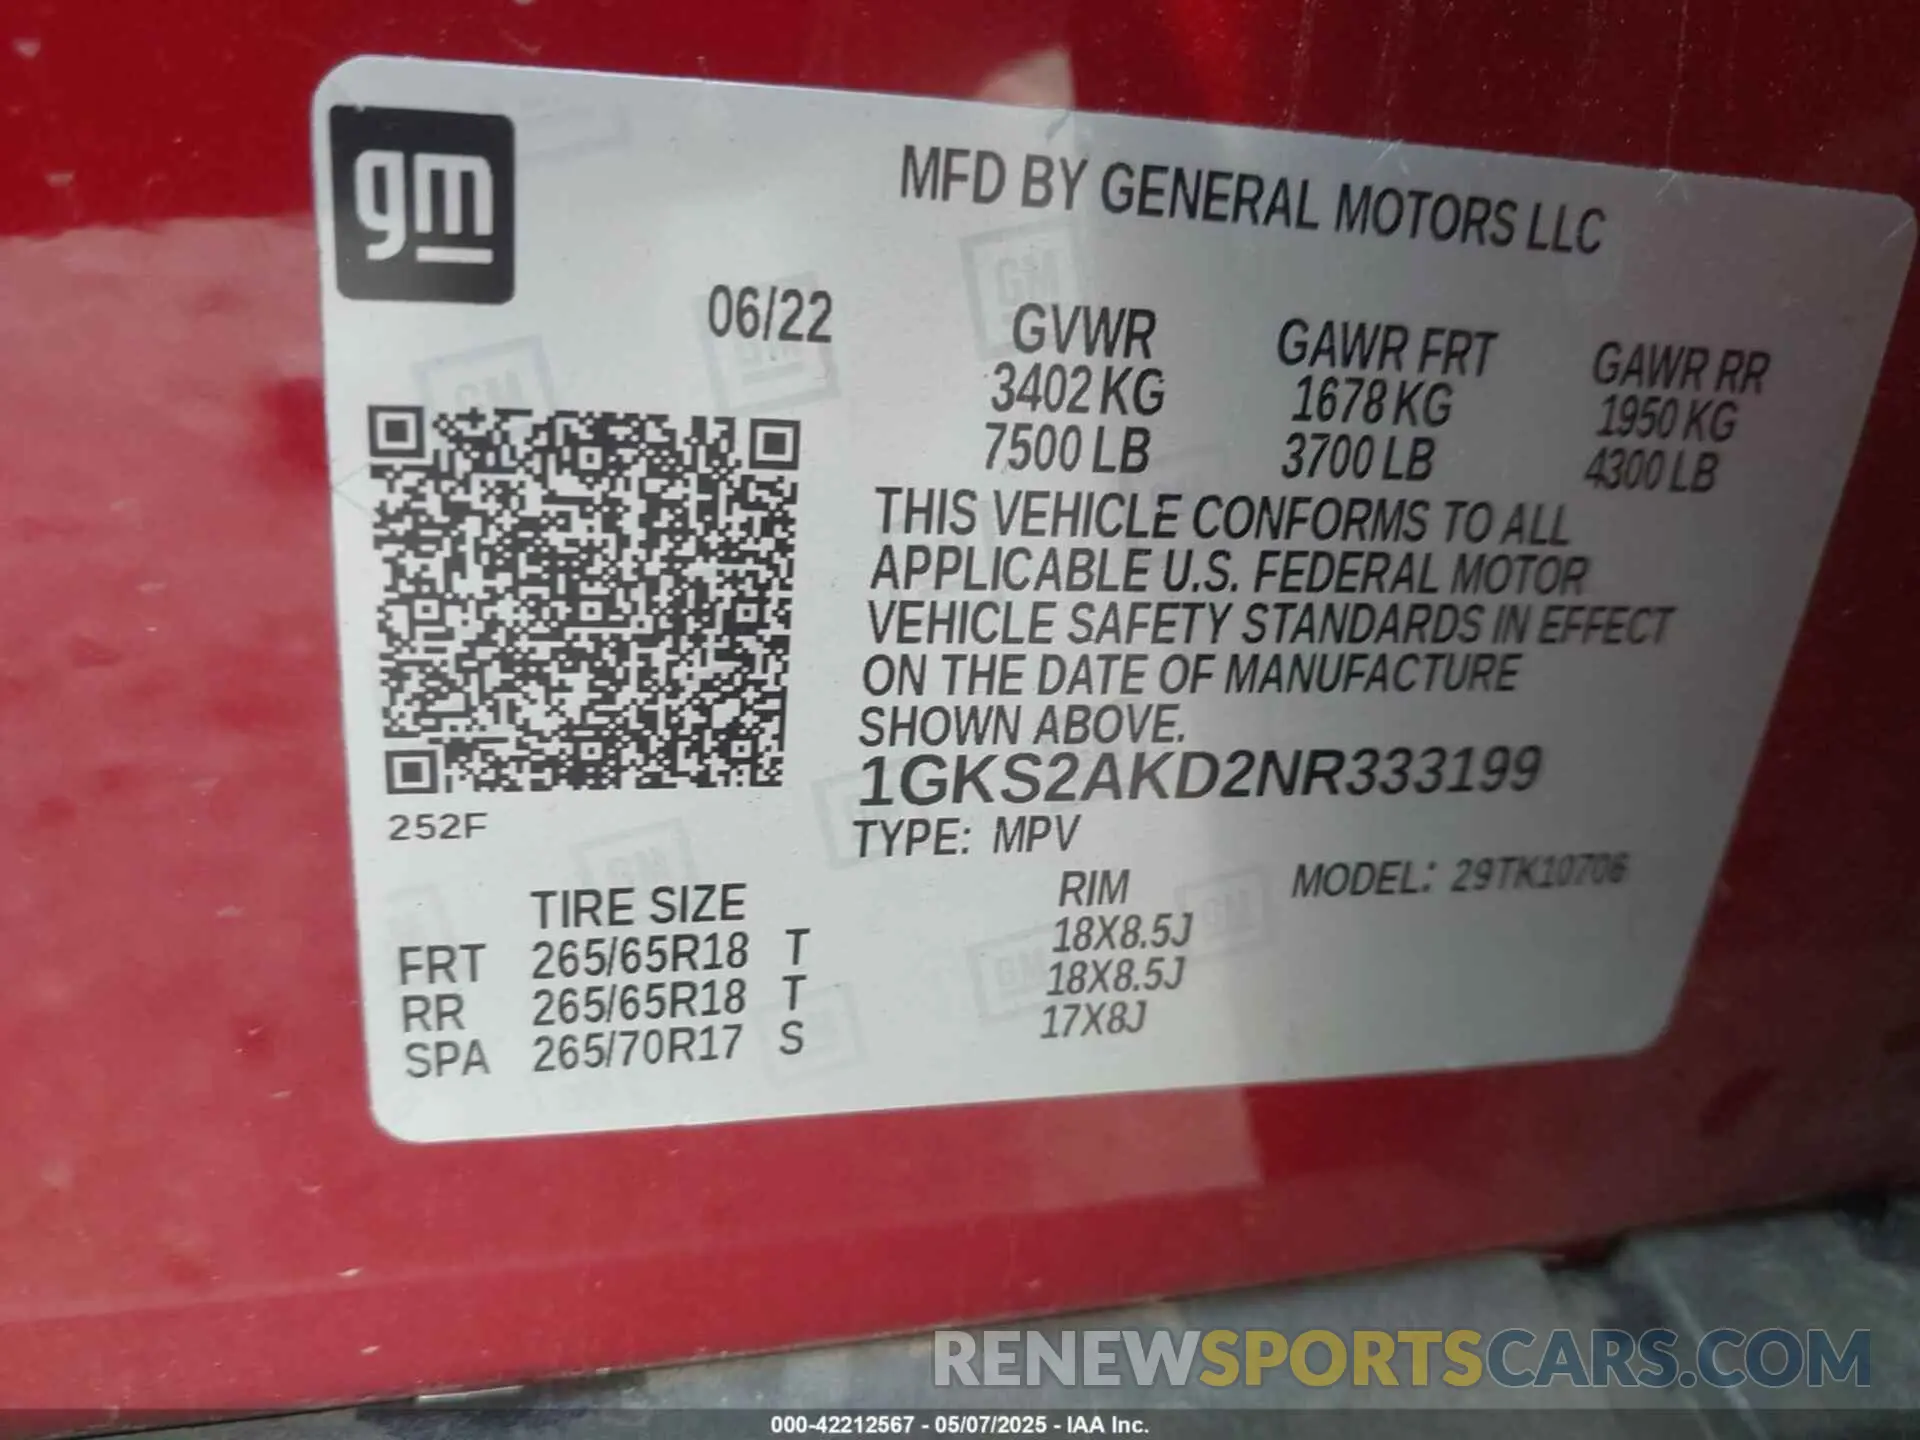 gm
MFD BY GENERAL MOTORS LLC
06/22
GVWR GAWR FRT GAWR RR
3402 KG 1678 KG 1950 KG
7500 LB 3700 LB 4300 LB
THIS VEHICLE CONFORMS TO ALL
APPLICABLE U.S. FEDERAL MOTOR
VEHICLE SAFETY STANDARDS IN EFFECT
ON THE DATE OF MANUFACTURE
SHOWN ABOVE.
1GKS2AKD2NR333199
252F
TYPE: MPV
MODEL: 29TK10706
TIRE SIZE RIM
FRT 265/65R18 T 18X8.5J
RR 265/65R18 T 18X8.5J
SPA 265/70R17 S 17X8J
RENEWSPORTSCARS.COM
000-42212567 - 05/07/2025 - IAA Inc.